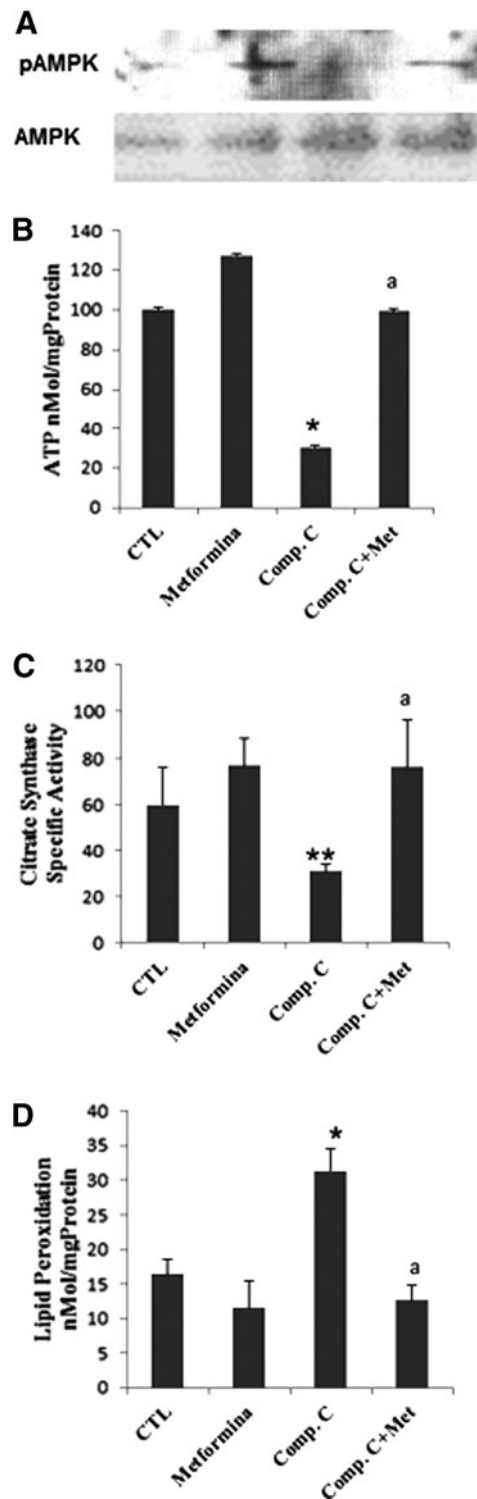 A
pAMPK
AMPK
B
140
120
100
80
60
40
20
0
ATP nMol/mgProtein
a
*
CTL
Metformina
Comp. C
Comp. C+Met
C
120
100
80
60
40
20
0
Citrate Synthase
Specific Activity
a
**
CTL
Metformina
Comp. C
Comp. C+Met
D
40
35
30
25
20
15
10
5
0
Lipid Peroxidation
nMol/mgProtein
*
a
CTL
Metformina
Comp. C
Comp. C+Met